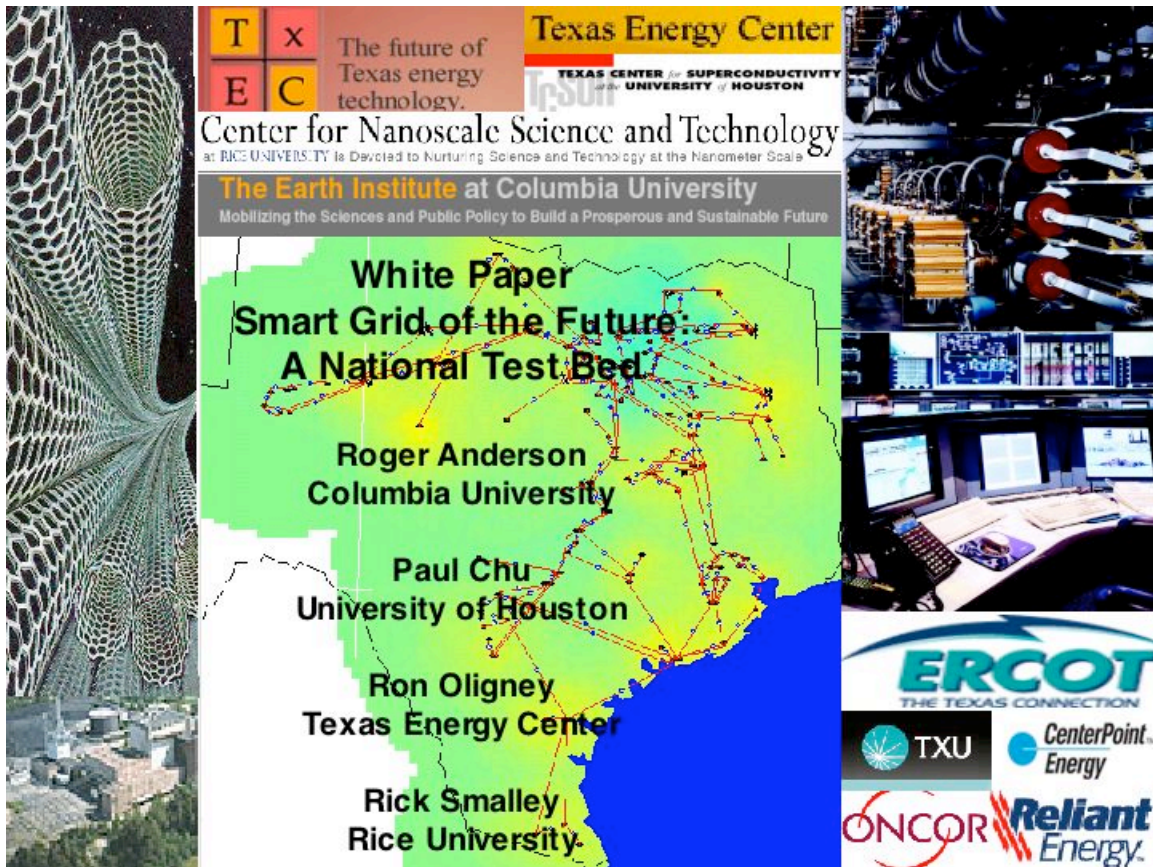 T x
E C
The future of
Texas energy
technology.
Texas Energy Center
TcSUH
TEXAS CENTER for SUPERCONDUCTIVITY
at the UNIVERSITY of HOUSTON
Center for Nanoscale Science and Technology
at RICE UNIVERSITY is Devoted to Nurturing Science and Technology at the Nanometer Scale
The Earth Institute at Columbia University
Mobilizing the Sciences and Public Policy to Build a Prosperous and Sustainable Future
White Paper
Smart Grid of the Future:
A National Test Bed.
Roger Anderson
Columbia University
Paul Chu
University of Houston
Ron Oligney
Texas Energy Center
Rick Smalley
Rice University
ERCOT
THE TEXAS CONNECTION
TXU
CenterPoint
Energy
ONCOR
Reliant
Energy